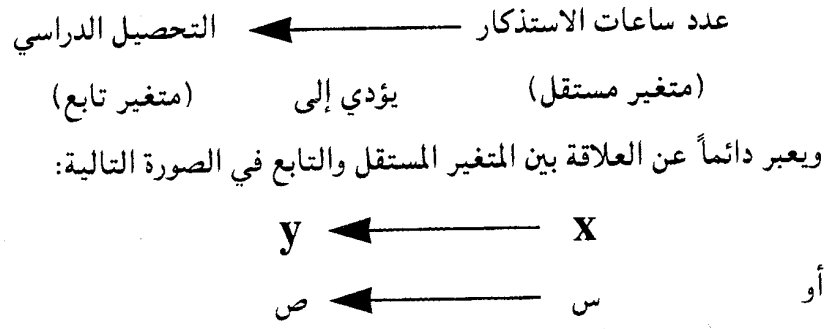 عدد ساعات الاستذكار ← التحصيل الدراسي
(متغير مستقل) يؤدي إلى (متغير تابع)
ويعبر دائماً عن العلاقة بين المتغير المستقل والتابع في الصورة التالية:
x ← y
أو
س ← ص